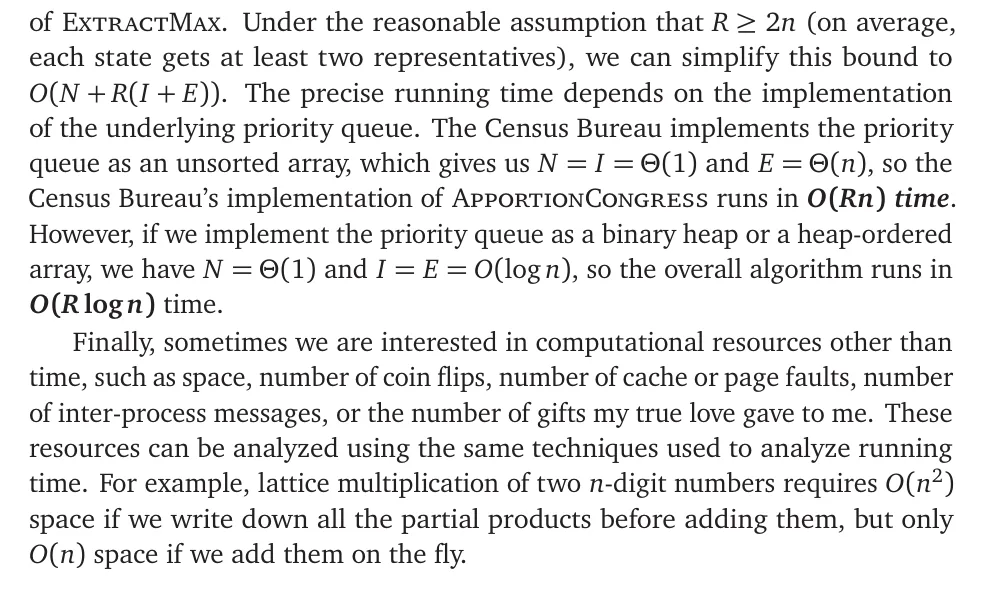 of ExtractMax. Under the reasonable assumption that R ≥ 2n (on average,
each state gets at least two representatives), we can simplify this bound to
O(N + R(I + E)). The precise running time depends on the implementation
of the underlying priority queue. The Census Bureau implements the priority
queue as an unsorted array, which gives us N = I = Θ(1) and E = Θ(n), so the
Census Bureau’s implementation of ApportionCongress runs in O(Rn) time.
However, if we implement the priority queue as a binary heap or a heap-ordered
array, we have N = Θ(1) and I = E = O(log n), so the overall algorithm runs in
O(R log n) time.
Finally, sometimes we are interested in computational resources other than
time, such as space, number of coin flips, number of cache or page faults, number
of inter-process messages, or the number of gifts my true love gave to me. These
resources can be analyzed using the same techniques used to analyze running
time. For example, lattice multiplication of two n-digit numbers requires O(n²)
space if we write down all the partial products before adding them, but only
O(n) space if we add them on the fly.